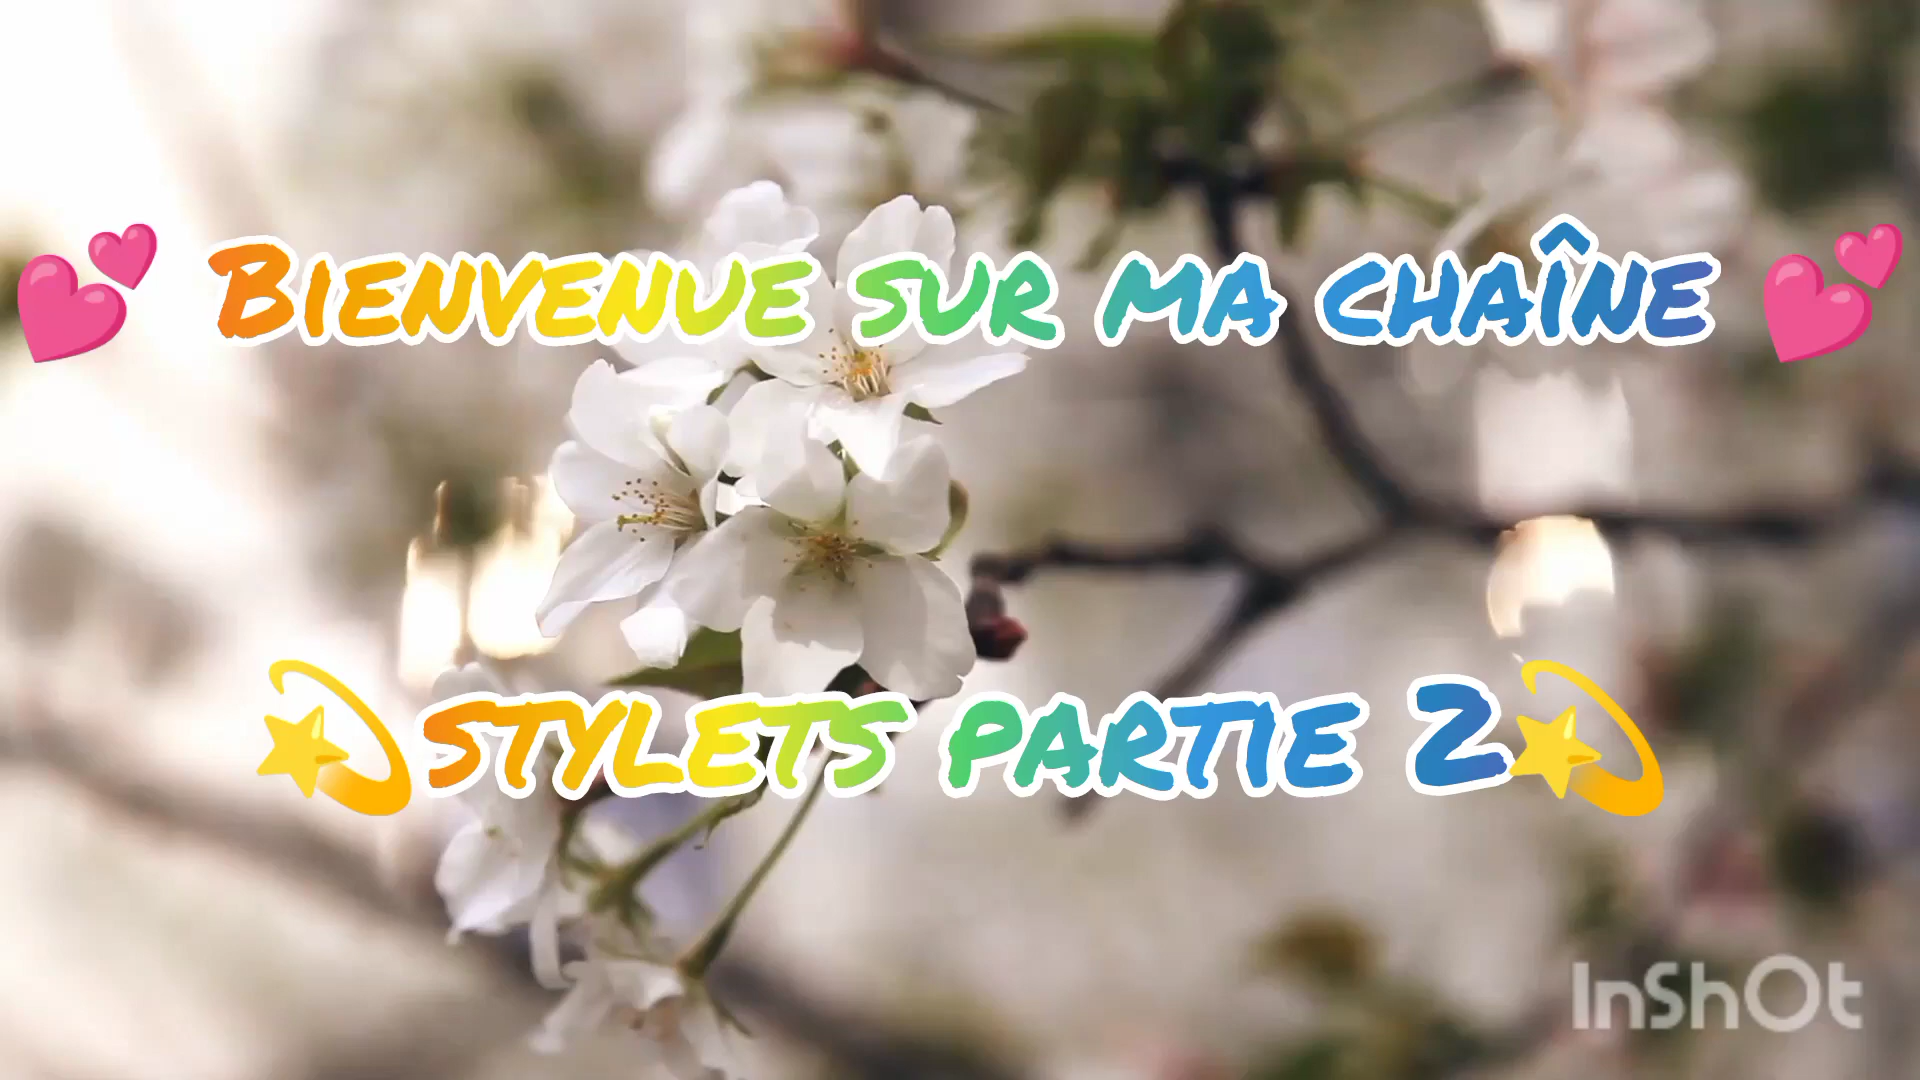 💕 Bienvenue sur ma chaîne 💕
💫stylets partie 2💫
InShOt